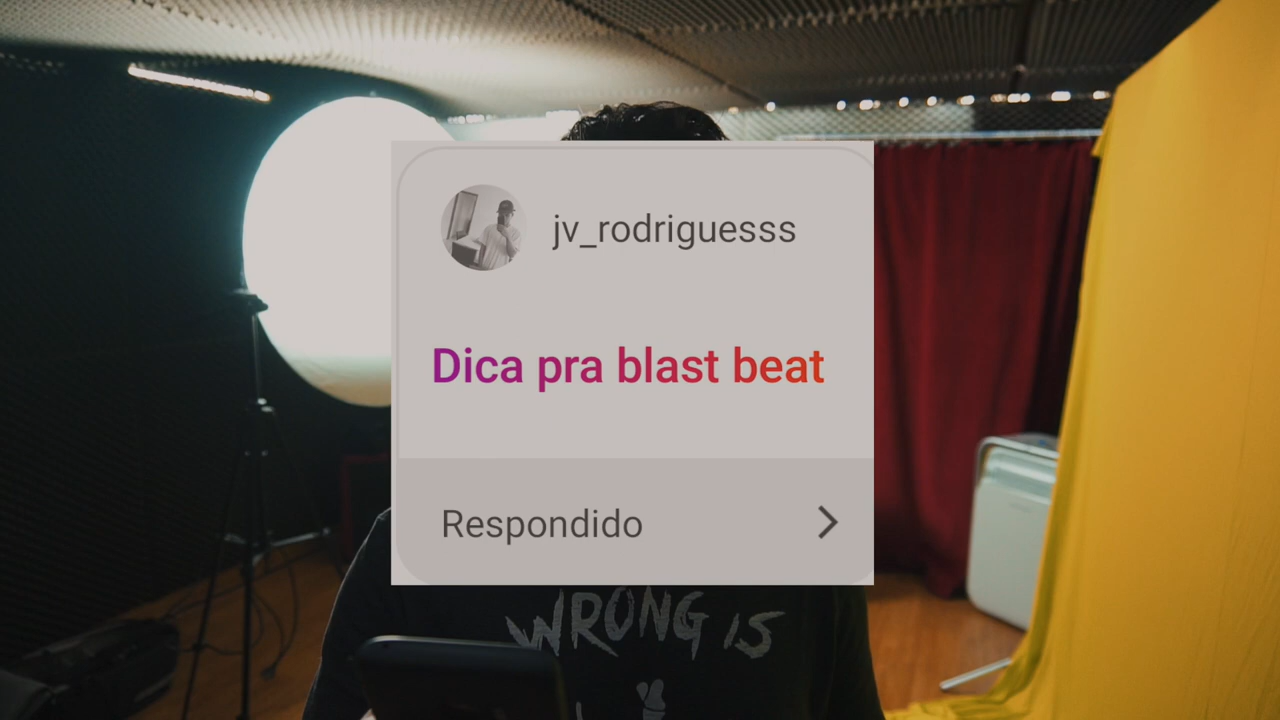 jv_rodriguesss
Dica pra blast beat
Respondido
WRONG IS